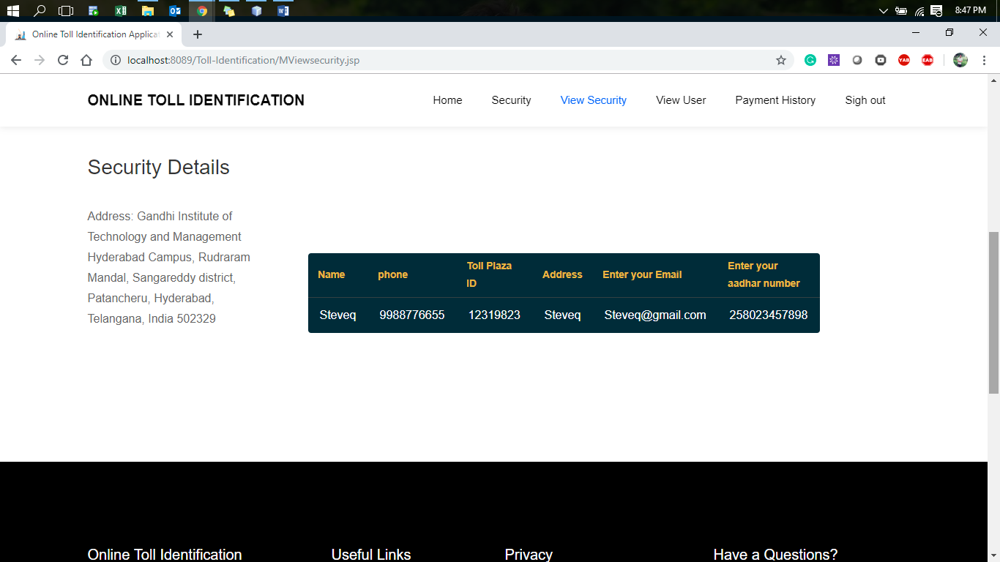 8:47 PM
Online Toll Identification Applicat
localhost:8089/Toll-Identification/MViewsecurity.jsp
YAB
EAB
ONLINE TOLL IDENTIFICATION
Home Security View Security View User Payment History Sigh out
Security Details
Address: Gandhi Institute of
Technology and Management
Hyderabad Campus, Rudraram
Mandal, Sangareddy district,
Patancheru, Hyderabad,
Telangana, India 502329
Name phone Toll Plaza ID Address Enter your Email Enter your aadhar number
Steveq 9988776655 12319823 Steveq Steveq@gmail.com 258023457898
Online Toll Identification Useful Links Privacy Have a Questions?